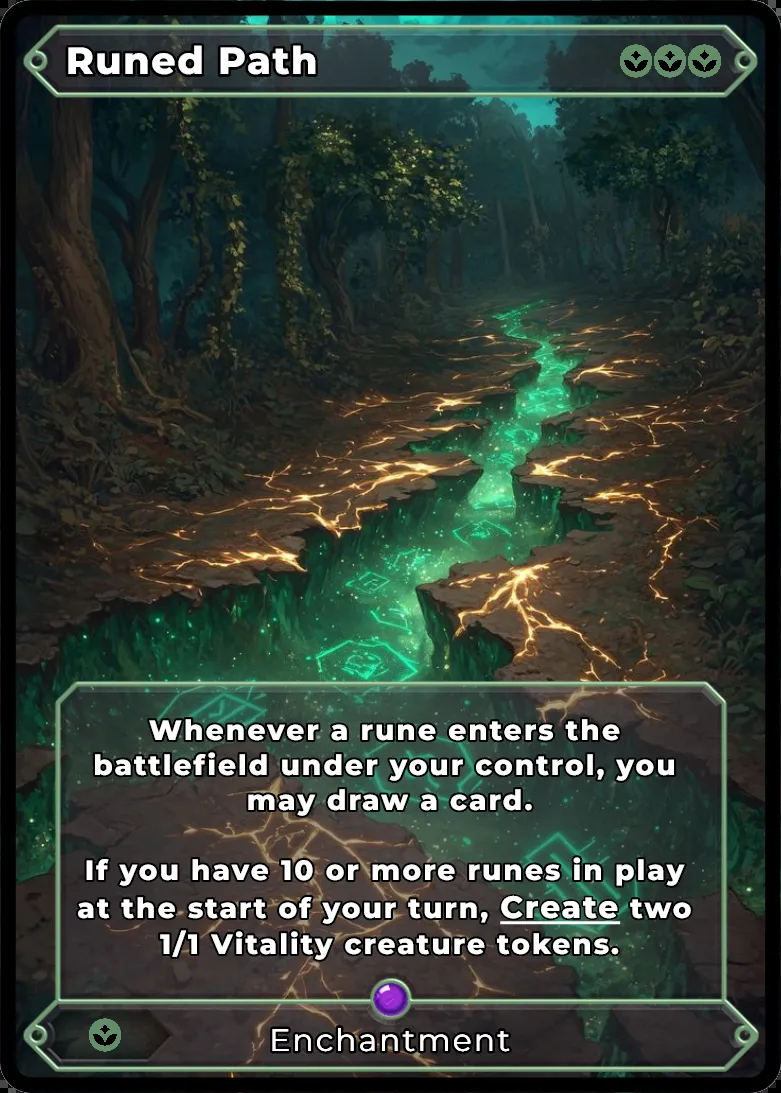 Runed Path
Whenever a rune enters the
battlefield under your control, you
may draw a card.
If you have 10 or more runes in play
at the start of your turn, Create two
1/1 Vitality creature tokens.
Enchantment